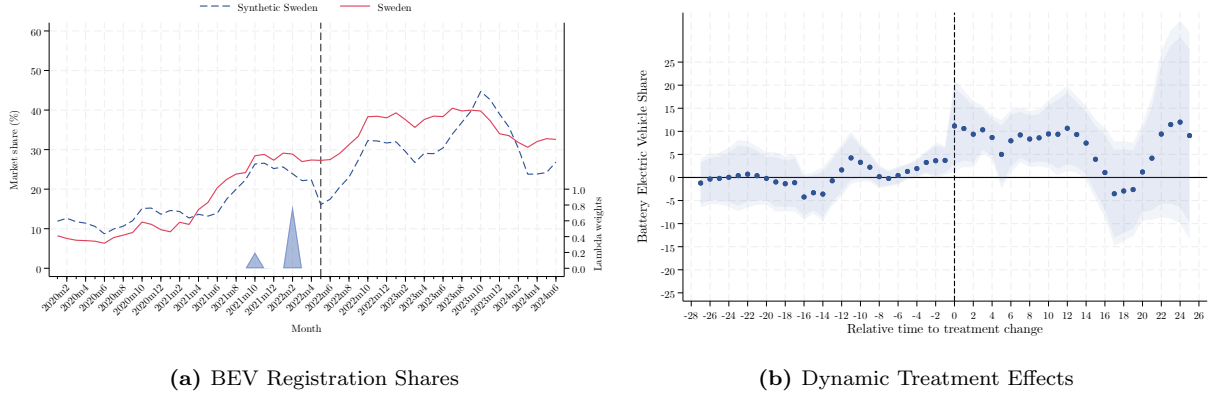 Synthetic Sweden Sweden
Market share (%)
60
50
40
30
20
10
0
1.0
0.8
0.6
0.4
0.2
0.0
Lambda weights
2020m2 2020m4 2020m6 2020m8 2020m10 2020m12 2021m2 2021m4 2021m6 2021m8 2021m10 2021m12 2022m2 2022m4 2022m6 2022m8 2022m10 2022m12 2023m2 2023m4 2023m6 2023m8 2023m10 2023m12 2024m2 2024m4 2024m6
Month
(a) BEV Registration Shares
Battery Electric Vehicle Share
25
20
15
10
5
0
-5
-10
-15
-20
-25
-28 -26 -24 -22 -20 -18 -16 -14 -12 -10 -8 -6 -4 -2 0 2 4 6 8 10 12 14 16 18 20 22 24 26
Relative time to treatment change
(b) Dynamic Treatment Effects